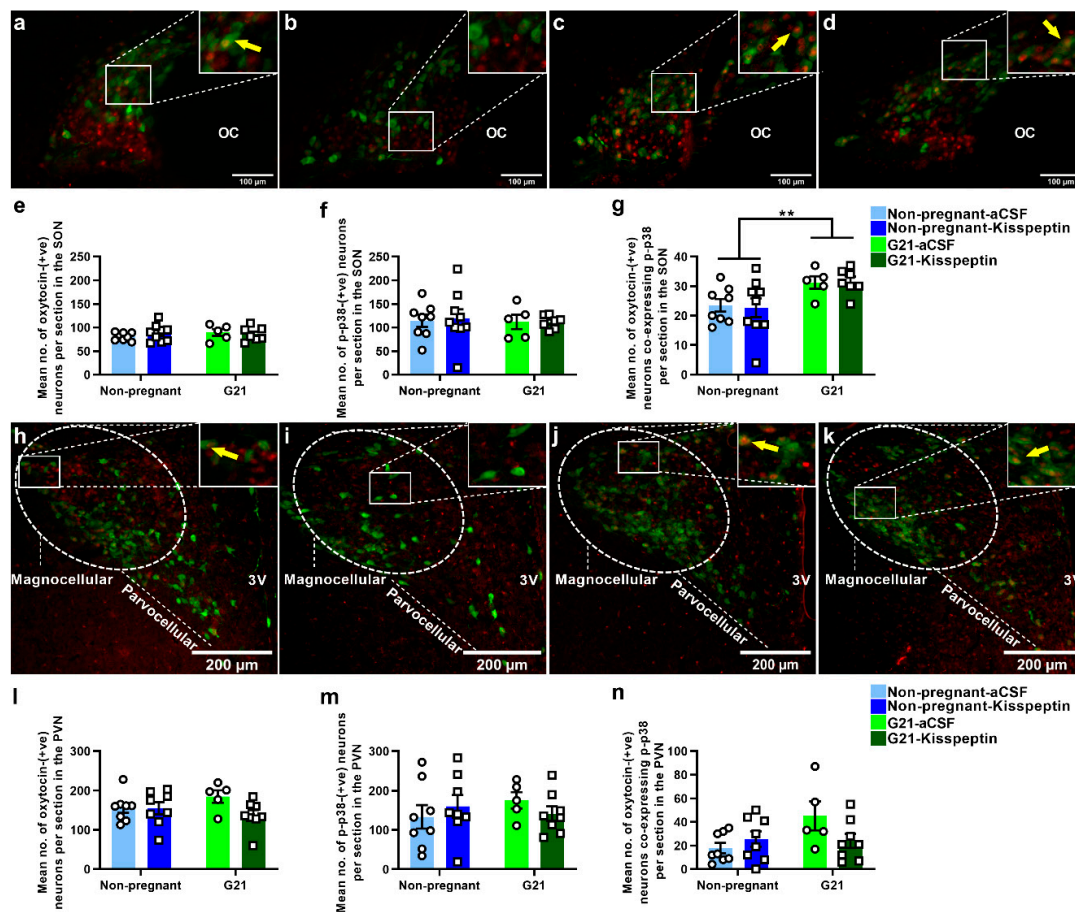 a
b
c
d
OC
OC
OC
OC
100 µm
100 µm
100 µm
100 µm
e
f
g
Mean no. of oxytocin-(+ve)
neurons per section in the SON
250
200
150
100
50
0
Non-pregnant
G21
Mean no. of p-p38-(+ve) neurons
per section in the SON
250
200
150
100
50
0
Non-pregnant
G21
Mean no. of oxytocin-(+ve)
neurons co-expressing p-p38
per section in the SON
40
30
20
10
0
**
Non-pregnant
G21
Non-pregnant-aCSF
Non-pregnant-Kisspeptin
G21-aCSF
G21-Kisspeptin
h
i
j
k
Magnocellular
Parvocellular
3V
200 µm
Magnocellular
Parvocellular
3V
200 µm
Magnocellular
Parvocellular
3V
200 µm
Magnocellular
Parvocellular
3V
200 µm
l
m
n
Mean no. of oxytocin-(+ve)
neurons per section in the PVN
300
200
100
0
Non-pregnant
G21
Mean no. of p-p38-(+ve) neurons
per section in the PVN
300
200
100
0
Non-pregnant
G21
Mean no. of oxytocin-(+ve)
neurons co-expressing p-p38
per section in the PVN
100
80
60
40
20
0
Non-pregnant
G21
Non-pregnant-aCSF
Non-pregnant-Kisspeptin
G21-aCSF
G21-Kisspeptin